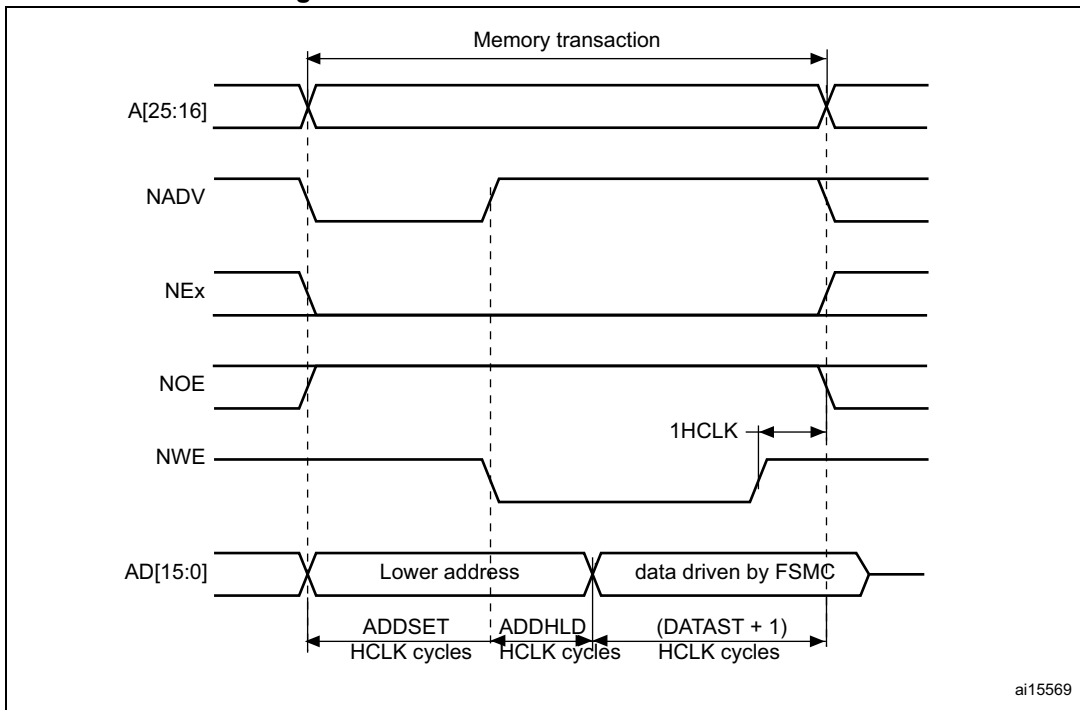 Memory transaction
A[25:16]
NADV
NEx
NOE
1HCLK
NWE
AD[15:0]
Lower address
data driven by FSMC
ADDSET
HCLK cycles
ADDHLD
HCLK cycles
(DATAST + 1)
HCLK cycles
ai15569